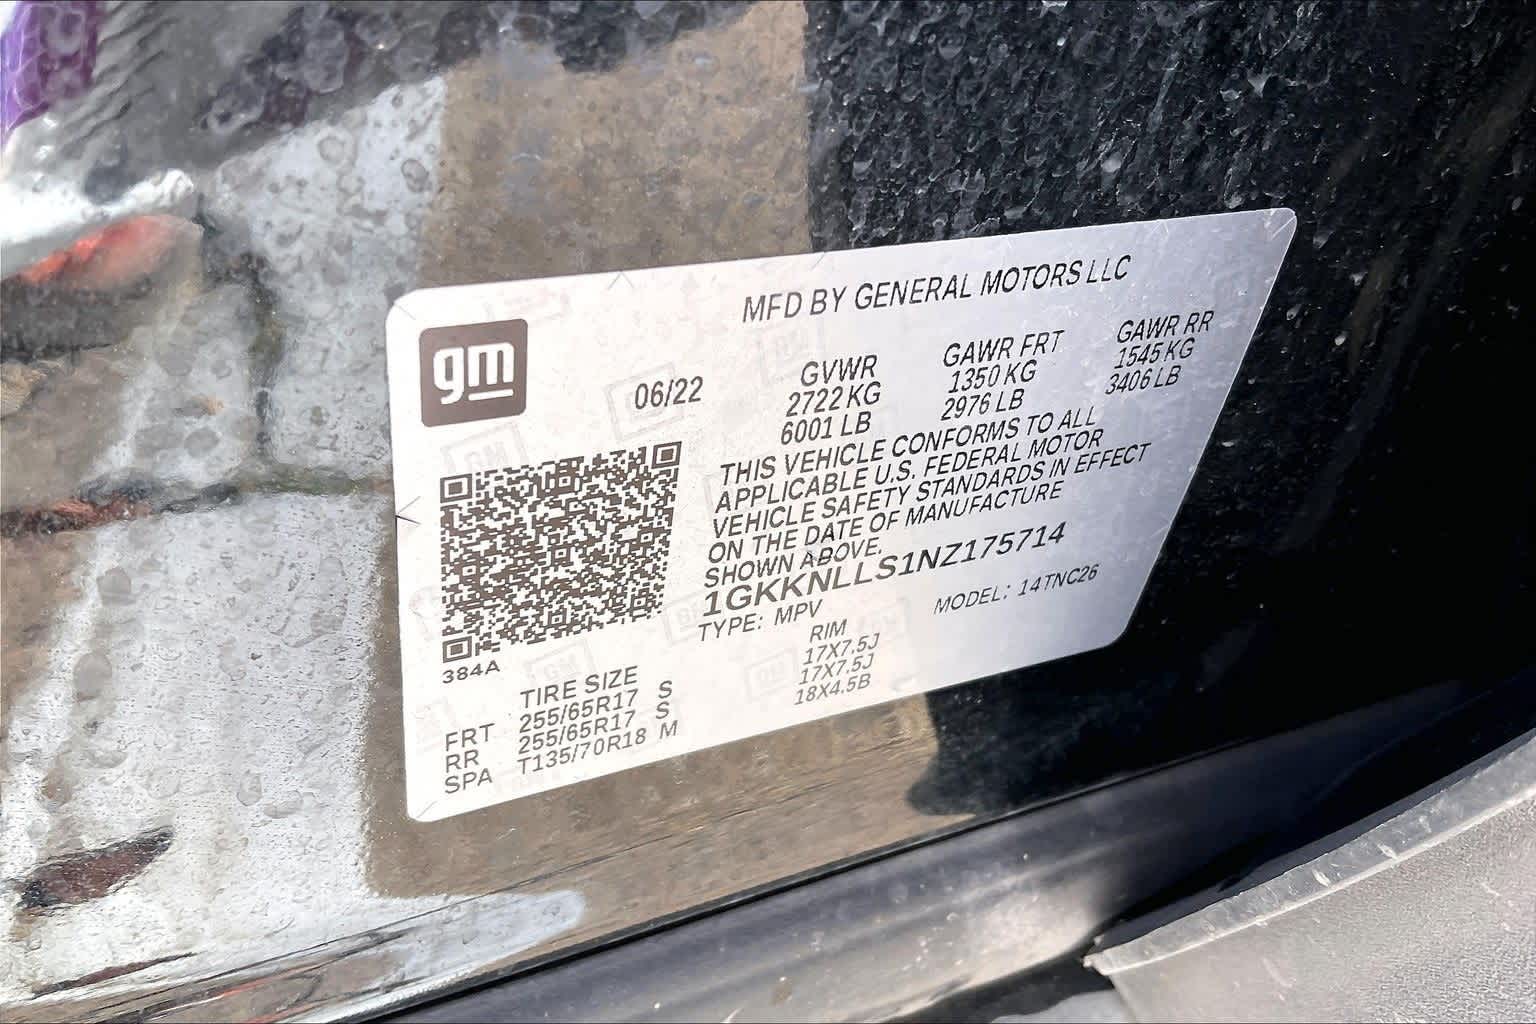 MFD BY GENERAL MOTORS LLC
gm
06/22
GVWR
2722 KG
6001 LB
GAWR FRT
1350 KG
2976 LB
GAWR RR
1545 KG
3406 LB
THIS VEHICLE CONFORMS TO ALL
APPLICABLE U.S. FEDERAL MOTOR
VEHICLE SAFETY STANDARDS IN EFFECT
ON THE DATE OF MANUFACTURE
SHOWN ABOVE.
1GKKNLLS1NZ175714
TYPE: MPV
MODEL: 14TNC26
384A
TIRE SIZE
RIM
FRT 255/65R17 S 17X7.5J
RR 255/65R17 S 17X7.5J
SPA T135/70R18 M 18X4.5B